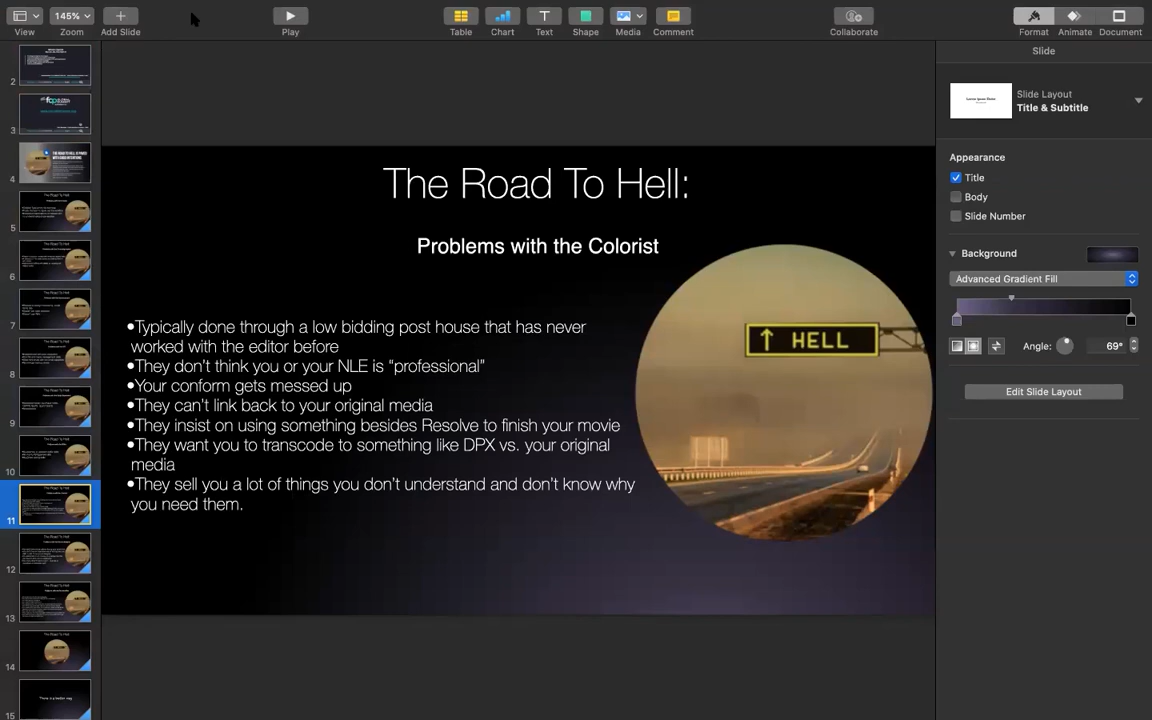 145%
View
Zoom
Add Slide
Play
Table
Chart
Text
Shape
Media
Comment
Collaborate
Format
Animate
Document
Slide
2
3
4
5
6
7
8
9
10
11
12
13
14
15
The Road To Hell:
Problems with the Colorist
•Typically done through a low bidding post house that has never
worked with the editor before
•They don't think you or your NLE is “professional”
•Your conform gets messed up
•They can't link back to your original media
•They insist on using something besides Resolve to finish your movie
•They want you to transcode to something like DPX vs. your original
media
•They sell you a lot of things you don't understand and don't know why
you need them.
↑ HELL
Slide Layout
Title & Subtitle
Appearance
Title
Body
Slide Number
Background
Advanced Gradient Fill
Angle: 69°
Edit Slide Layout